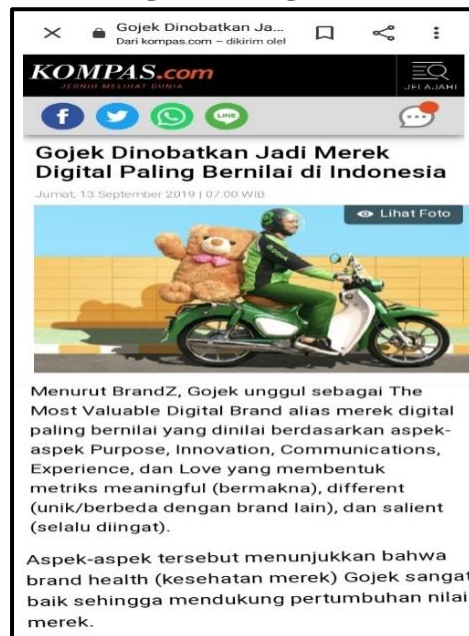 Gojek Dinobatkan Ja...
Dari kompas.com – dikirim olel
KOMPAS.com
JERNIH MELIHAT DUNIA
JELAJAHI
LINE
Gojek Dinobatkan Jadi Merek
Digital Paling Bernilai di Indonesia
Jumat, 13 September 2019 | 07:00 WIB
Lihat Foto
Menurut BrandZ, Gojek unggul sebagai The
Most Valuable Digital Brand alias merek digital
paling bernilai yang dinilai berdasarkan aspek-
aspek Purpose, Innovation, Communications,
Experience, dan Love yang membentuk
metriks meaningful (bermakna), different
(unik/berbeda dengan brand lain), dan salient
(selalu diingat).
Aspek-aspek tersebut menunjukkan bahwa
brand health (kesehatan merek) Gojek sangat
baik sehingga mendukung pertumbuhan nilai
merek.